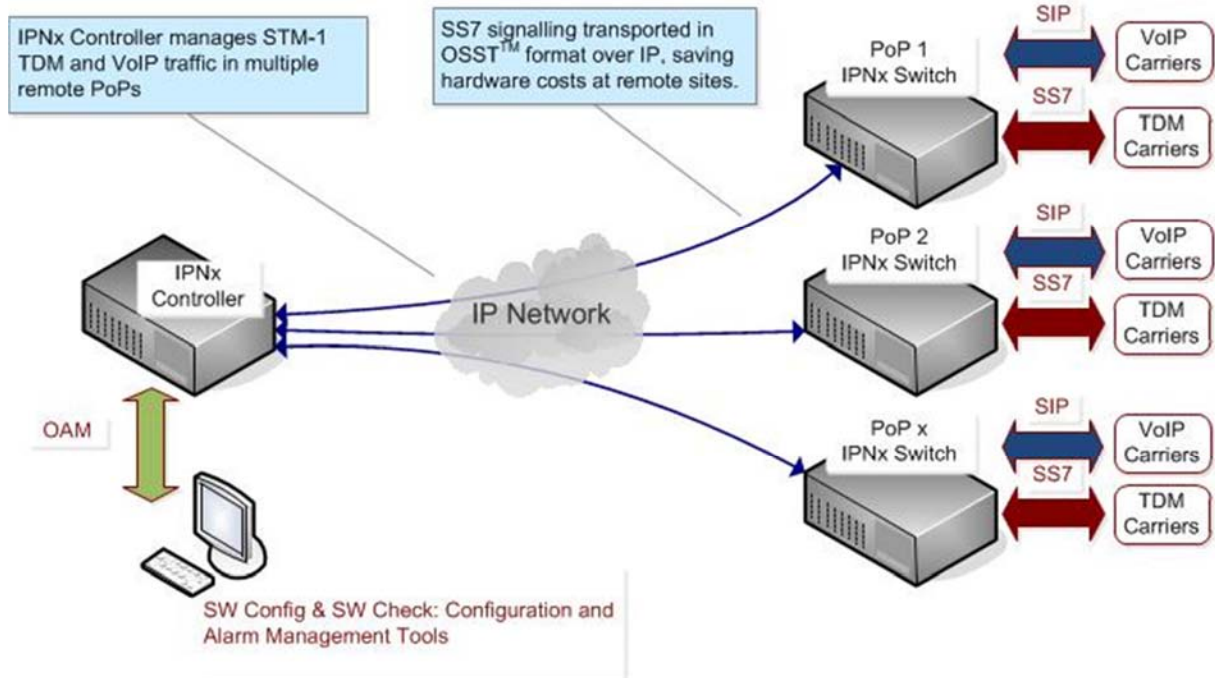 IPNx Controller manages STM-1
TDM and VoIP traffic in multiple
remote PoPs
SS7 signalling transported in
OSST™ format over IP, saving
hardware costs at remote sites.
PoP 1
IPNx Switch
SIP
VoIP
Carriers
SS7
TDM
Carriers
IPNx
Controller
IP Network
PoP 2
IPNx Switch
SIP
VoIP
Carriers
SS7
TDM
Carriers
OAM
PoP x
IPNx Switch
SIP
VoIP
Carriers
SS7
TDM
Carriers
SW Config & SW Check: Configuration and
Alarm Management Tools